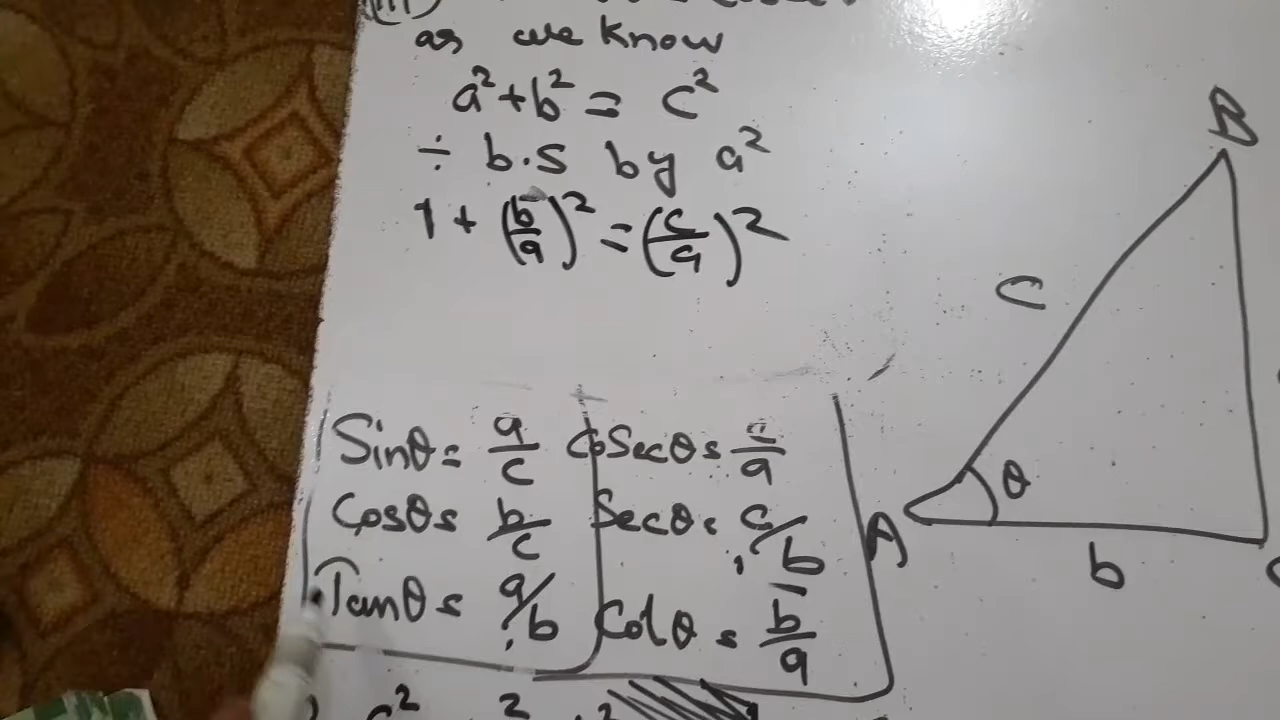 as we know
a² + b² = c²
÷ b.s by a²
1 + (b/a)² = (c/a)²
Sinθ = a/c Cosecθ = c/a
Cosθ = b/c Secθ = c/b
Tanθ = a/b Cotθ = b/a
B
C
θ
A
b